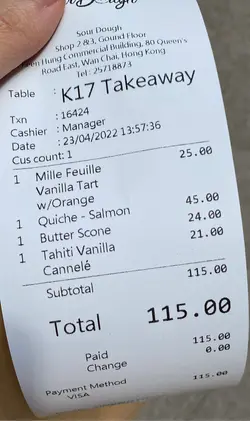 Sour Dough
Shop 2 &3, Gound Floor
Hung Commercial Building, 80 Queen's
Road East, Wan Chai, Hong Kong
Tel : 25718873
Table : K17 Takeaway
Txn : 16424
Cashier : Manager
Date : 23/04/2022 13:57:36
Cus count: 1
1 Mille Feuille 25.00
Vanilla Tart
w/Orange
1 Quiche - Salmon 45.00
1 Butter Scone 24.00
1 Tahiti Vanilla 21.00
Cannelé
Subtotal 115.00
Total 115.00
Paid 115.00
Change 0.00
Payment Method
VISA 115.00